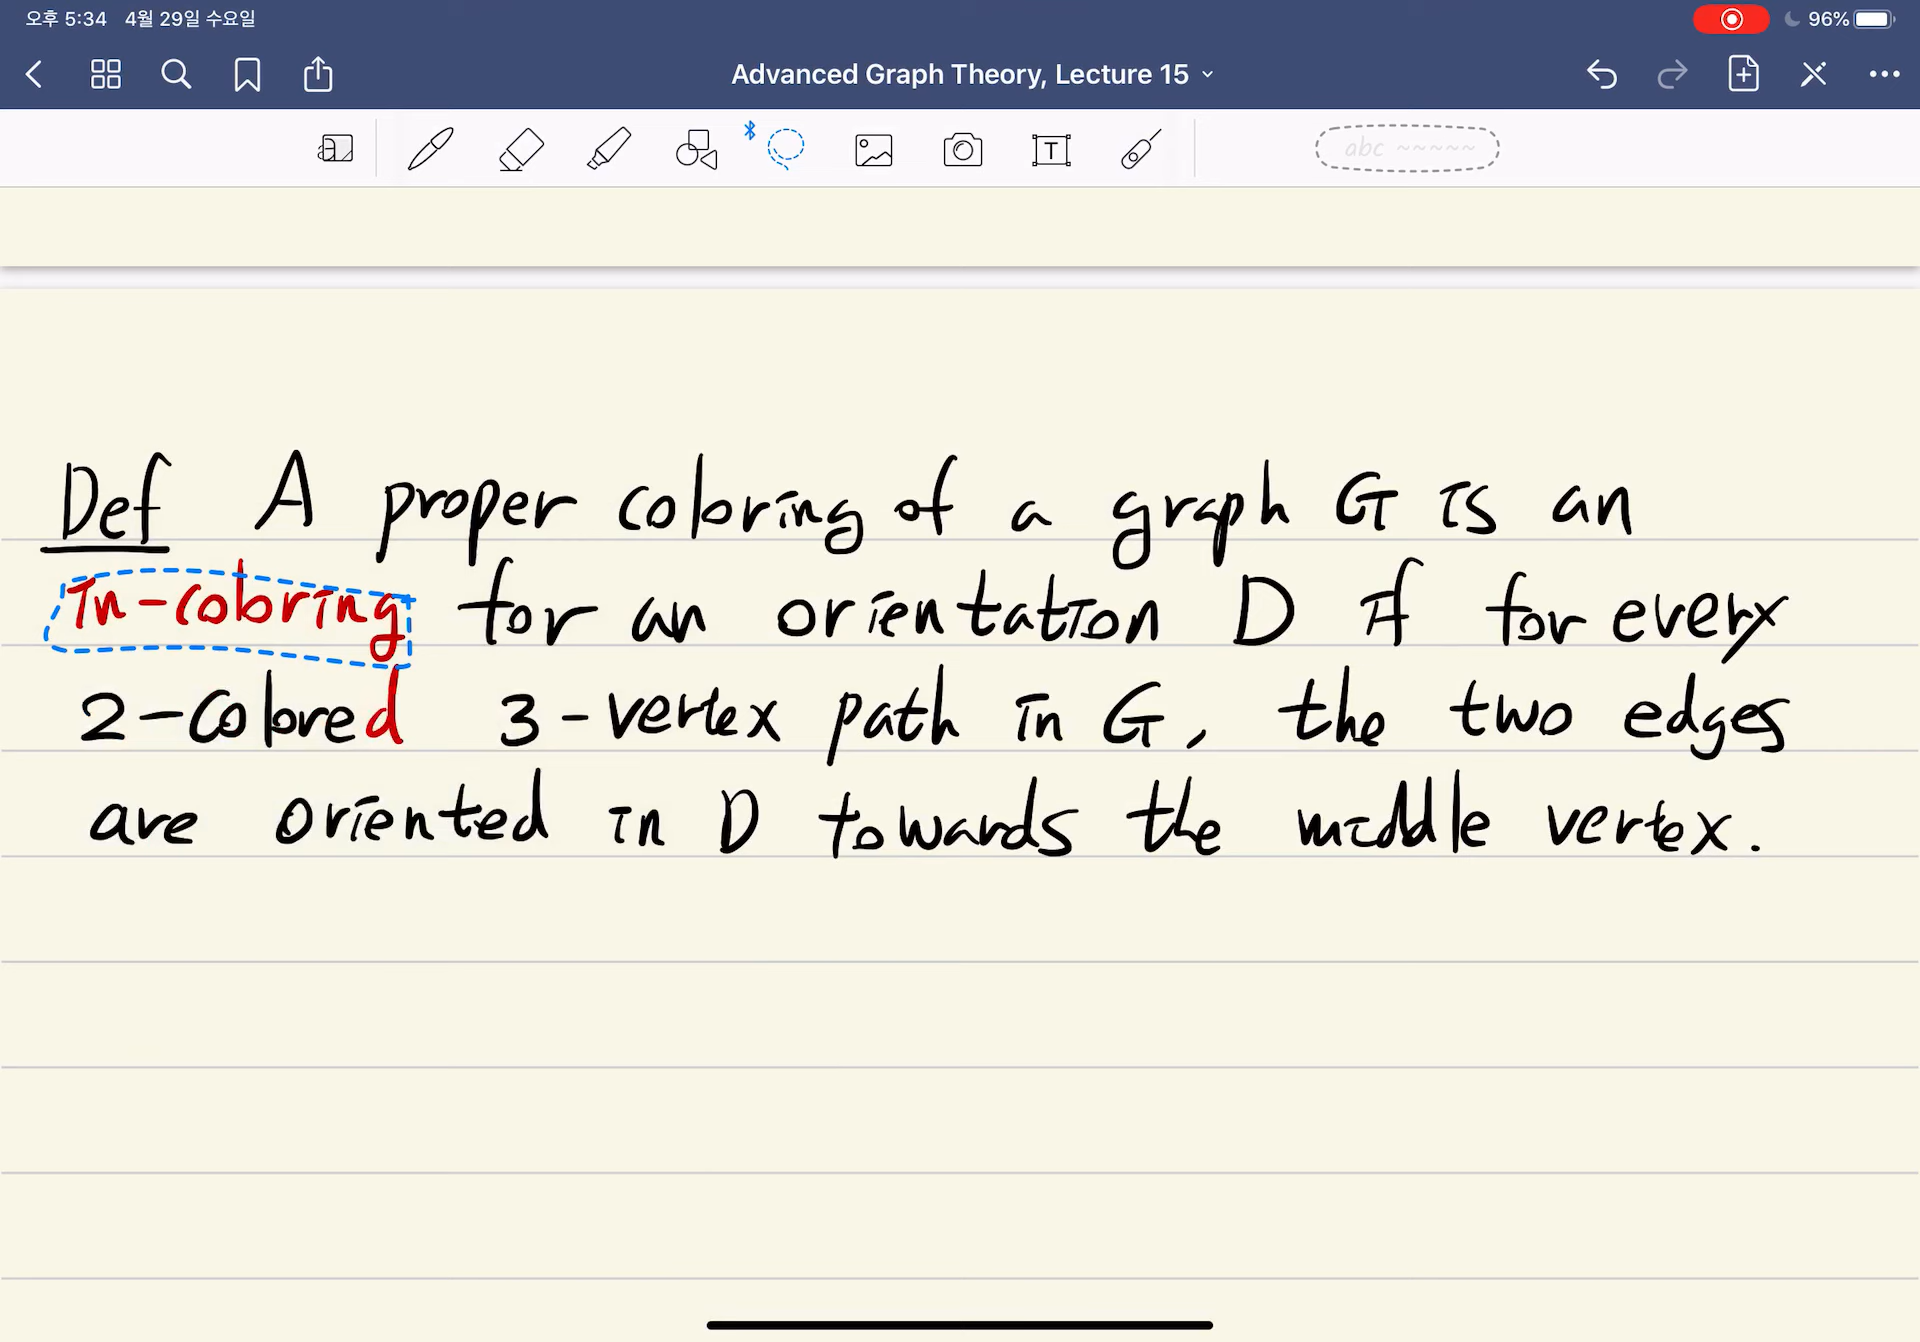 오후 5:34 4월 29일 수요일 96%
Advanced Graph Theory, Lecture 15
a T abc
Def A proper coloring of a graph G is an
in-coloring for an orientation D if for every
2-colored 3-vertex path in G, the two edges
are oriented in D towards the middle vertex.